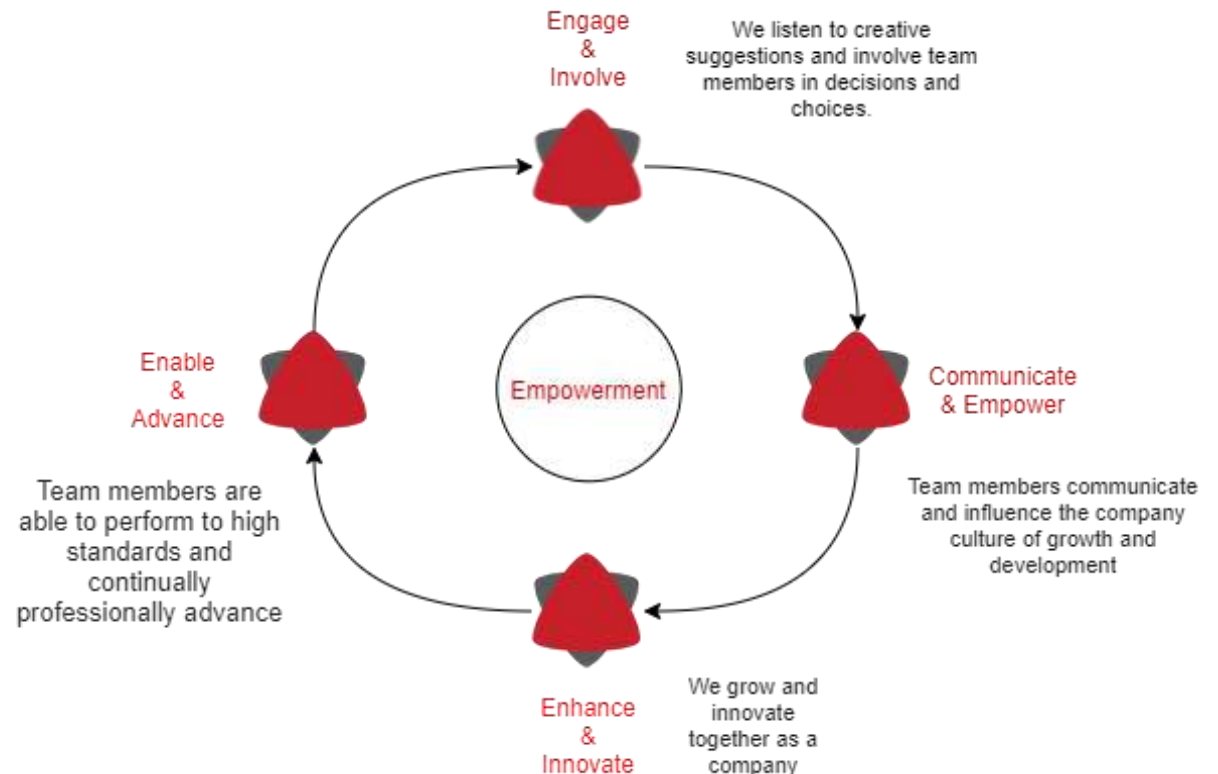 Engage
&
Involve
We listen to creative
suggestions and involve team
members in decisions and
choices.
Enable
&
Advance
Empowerment
Communicate
& Empower
Team members are
able to perform to high
standards and
continually
professionally advance
Team members communicate
and influence the company
culture of growth and
development
Enhance
&
Innovate
We grow and
innovate
together as a
company